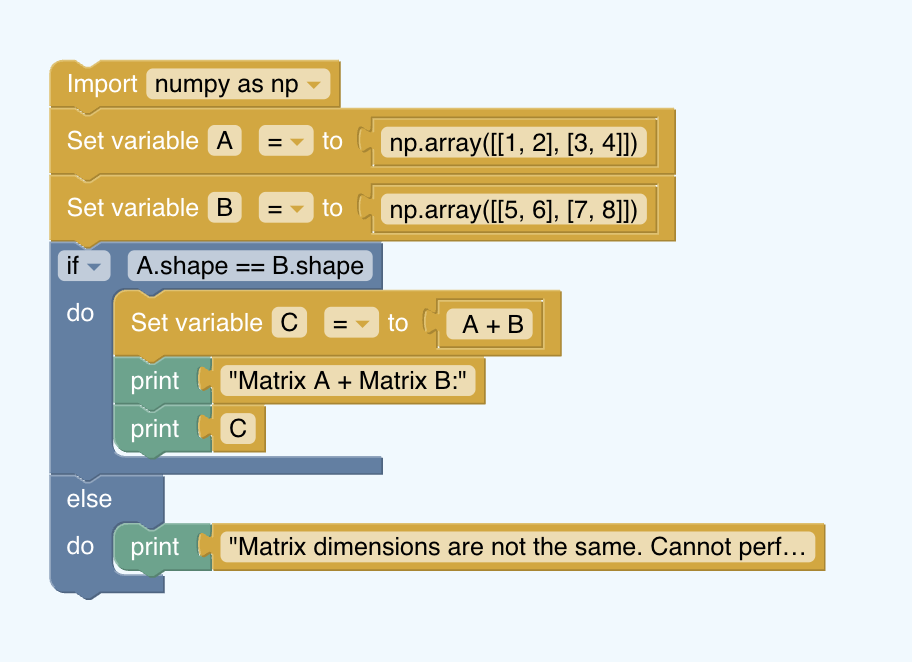 Import numpy as np
Set variable A = to np.array([[1, 2], [3, 4]])
Set variable B = to np.array([[5, 6], [7, 8]])
if A.shape == B.shape
do Set variable C = to A + B
print "Matrix A + Matrix B:"
print C
else
do print "Matrix dimensions are not the same. Cannot perf...